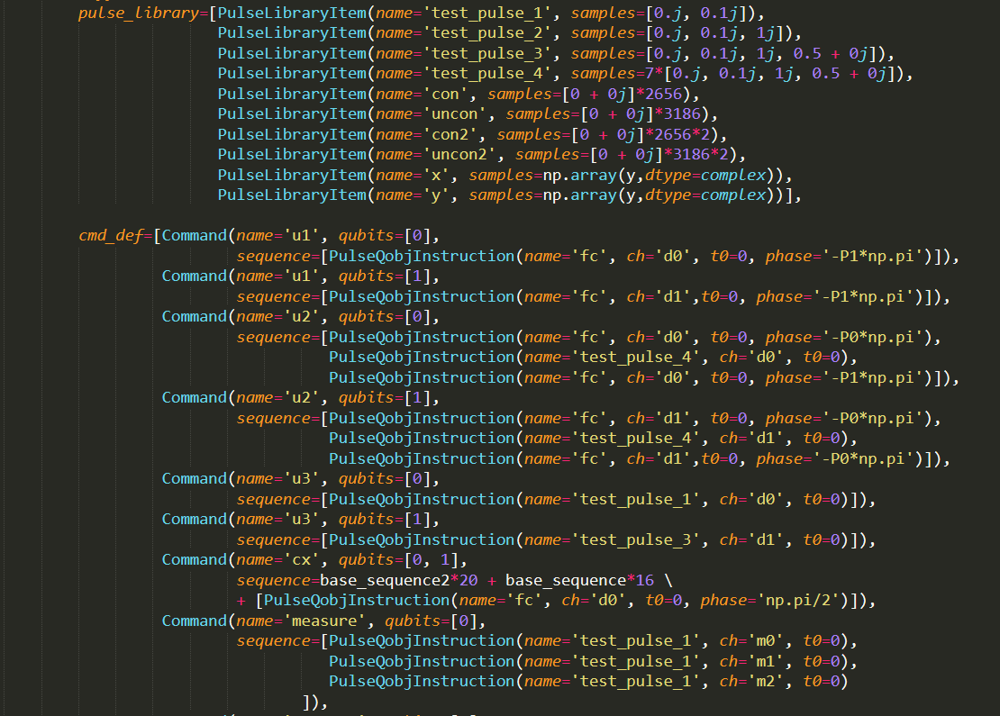 pulse_library=[PulseLibraryItem(name='test_pulse_1', samples=[0.j, 0.1j]),
PulseLibraryItem(name='test_pulse_2', samples=[0.j, 0.1j, 1j]),
PulseLibraryItem(name='test_pulse_3', samples=[0.j, 0.1j, 1j, 0.5 + 0j]),
PulseLibraryItem(name='test_pulse_4', samples=7*[0.j, 0.1j, 1j, 0.5 + 0j]),
PulseLibraryItem(name='con', samples=[0 + 0j]*2656),
PulseLibraryItem(name='uncon', samples=[0 + 0j]*3186),
PulseLibraryItem(name='con2', samples=[0 + 0j]*2656*2),
PulseLibraryItem(name='uncon2', samples=[0 + 0j]*3186*2),
PulseLibraryItem(name='x', samples=np.array(y,dtype=complex)),
PulseLibraryItem(name='y', samples=np.array(y,dtype=complex))],
cmd_def=[Command(name='u1', qubits=[0],
sequence=[PulseQobjInstruction(name='fc', ch='d0', t0=0, phase='-P1*np.pi')]),
Command(name='u1', qubits=[1],
sequence=[PulseQobjInstruction(name='fc', ch='d1',t0=0, phase='-P1*np.pi')]),
Command(name='u2', qubits=[0],
sequence=[PulseQobjInstruction(name='fc', ch='d0', t0=0, phase='-P0*np.pi'),
PulseQobjInstruction(name='test_pulse_4', ch='d0', t0=0),
PulseQobjInstruction(name='fc', ch='d0', t0=0, phase='-P1*np.pi')]),
Command(name='u2', qubits=[1],
sequence=[PulseQobjInstruction(name='fc', ch='d1', t0=0, phase='-P0*np.pi'),
PulseQobjInstruction(name='test_pulse_4', ch='d1', t0=0),
PulseQobjInstruction(name='fc', ch='d1',t0=0, phase='-P0*np.pi')]),
Command(name='u3', qubits=[0],
sequence=[PulseQobjInstruction(name='test_pulse_1', ch='d0', t0=0)]),
Command(name='u3', qubits=[1],
sequence=[PulseQobjInstruction(name='test_pulse_3', ch='d1', t0=0)]),
Command(name='cx', qubits=[0, 1],
sequence=base_sequence2*20 + base_sequence*16 \
+ [PulseQobjInstruction(name='fc', ch='d0', t0=0, phase='np.pi/2')]),
Command(name='measure', qubits=[0],
sequence=[PulseQobjInstruction(name='test_pulse_1', ch='m0', t0=0),
PulseQobjInstruction(name='test_pulse_1', ch='m1', t0=0),
PulseQobjInstruction(name='test_pulse_1', ch='m2', t0=0)
]),